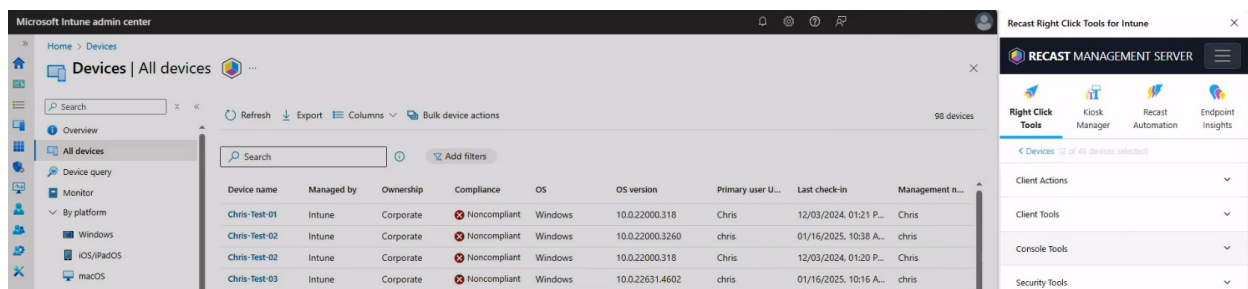 Microsoft Intune admin center
Recast Right Click Tools for Intune
Home > Devices
Devices | All devices
RECAST MANAGEMENT SERVER
Search
Refresh Export Columns Bulk device actions 98 devices
Right Click Tools
Kiosk Manager
Recast Automation
Endpoint Insights
Overview
All devices
Device query
Monitor
By platform
Windows
iOS/iPadOS
macOS
Search Add filters
Device name Managed by Ownership Compliance OS OS version Primary user U... Last check-in Management n...
Chris-Test-01 Intune Corporate Noncompliant Windows 10.0.22000.318 Chris 12/03/2024, 01:21 P... Chris
Chris-Test-02 Intune Corporate Noncompliant Windows 10.0.22000.3260 chris 01/16/2025, 10:38 A... chris
Chris-Test-02 Intune Corporate Noncompliant Windows 10.0.22000.318 Chris 12/03/2024, 01:20 P... Chris
Chris-Test-03 Intune Corporate Noncompliant Windows 10.0.22631.4602 chris 01/16/2025, 10:16 A... chris
< Devices of 49 devices selected)
Client Actions
Client Tools
Console Tools
Security Tools